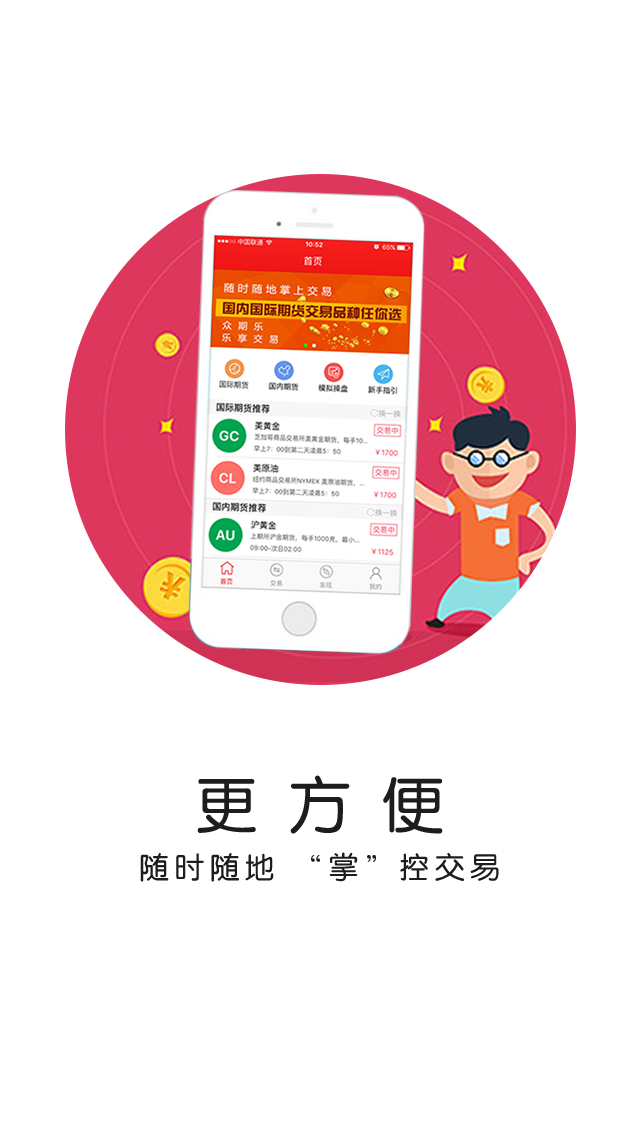 中国联通 10:52 65%
首页
随时随地掌上交易
国内国际期货交易品种任你选
众期乐
乐享交易
国际期货 国内期货 模拟操盘 新手指引
国际期货推荐 换一换
GC 美黄金 交易中
芝加哥商品交易所美黄金期货，每手10...
早上7：00到第二天凌晨5：50 ￥1700
CL 美原油 交易中
纽约商品交易所NYMEX 美原油期货，...
早上7：00到第二天凌晨5：50 ￥1700
国内期货推荐 换一换
AU 沪黄金 交易中
上期所沪金期货，每手1000克，最小...
09:00-次日02:00 ￥1125
首页 交易 发现 我的
更方便
随时随地 “掌”控交易